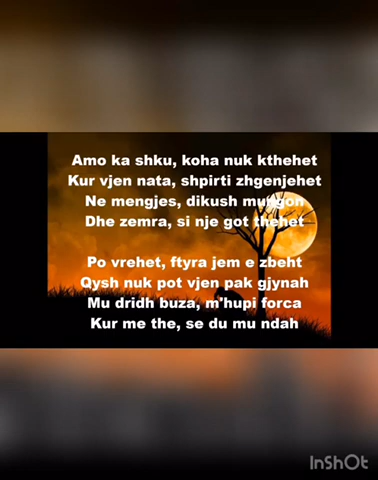 Amo ka shku, koha nuk kthehet
Kur vjen nata, shpirti zhgenjehet
Ne mengjes, dikush mungon
Dhe zemra, si nje got thehet
Po vrehet, ftyra jem e zbeht
Qysh nuk pot vjen pak gjynah
Mu dridh buza, m'hupi forca
Kur me the, se du mu ndah
InShOt